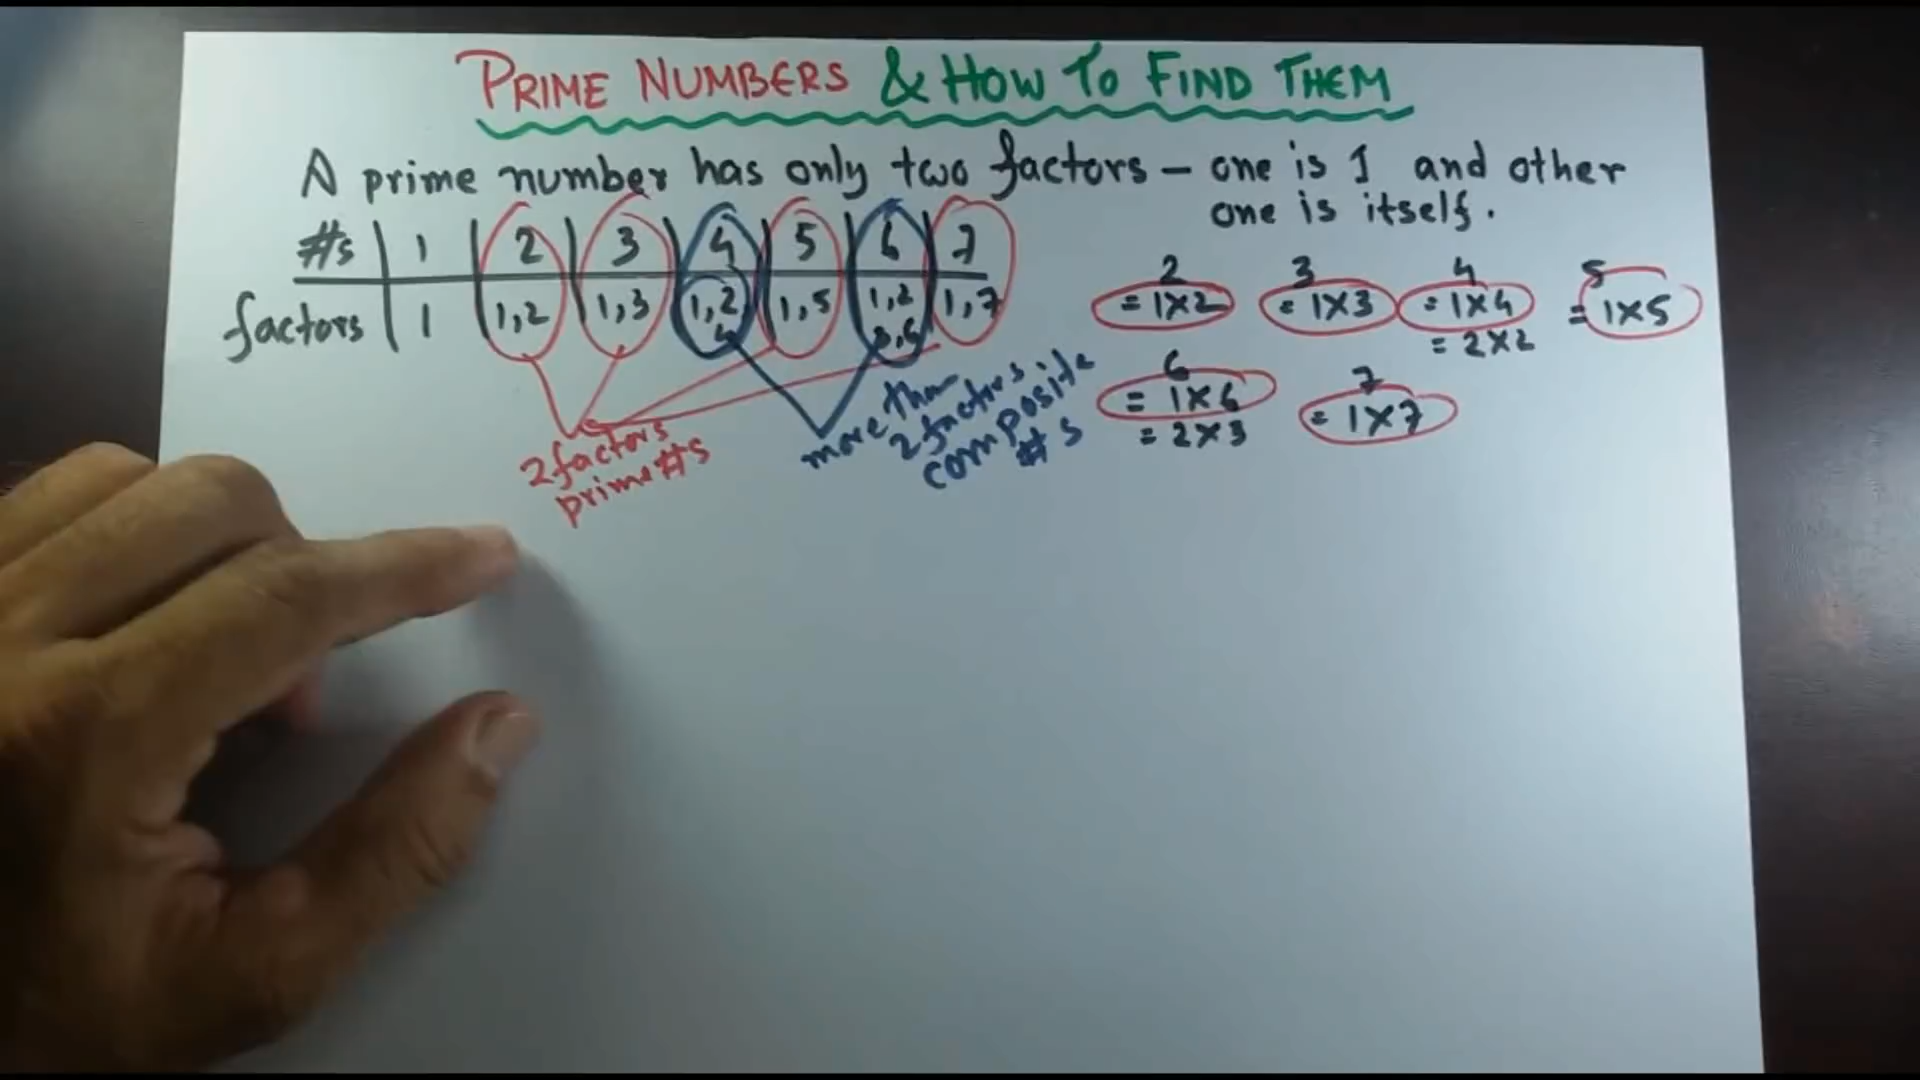 PRIME NUMBERS & HOW TO FIND THEM
A prime number has only two factors - one is 1 and other
one is itself.
#s | 1 | 2 | 3 | 4 | 5 | 6 | 7
factors | 1 | 1,2 | 1,3 | 1,2, 4 | 1,5 | 1,2 3,6 | 1,7
2 factors
prime #s
more than
2 factors
composite
#s
2 3 4 5
= 1×2 = 1×3 = 1×4 = 1×5
= 2×2
6 7
= 1×6 = 1×7
= 2×3